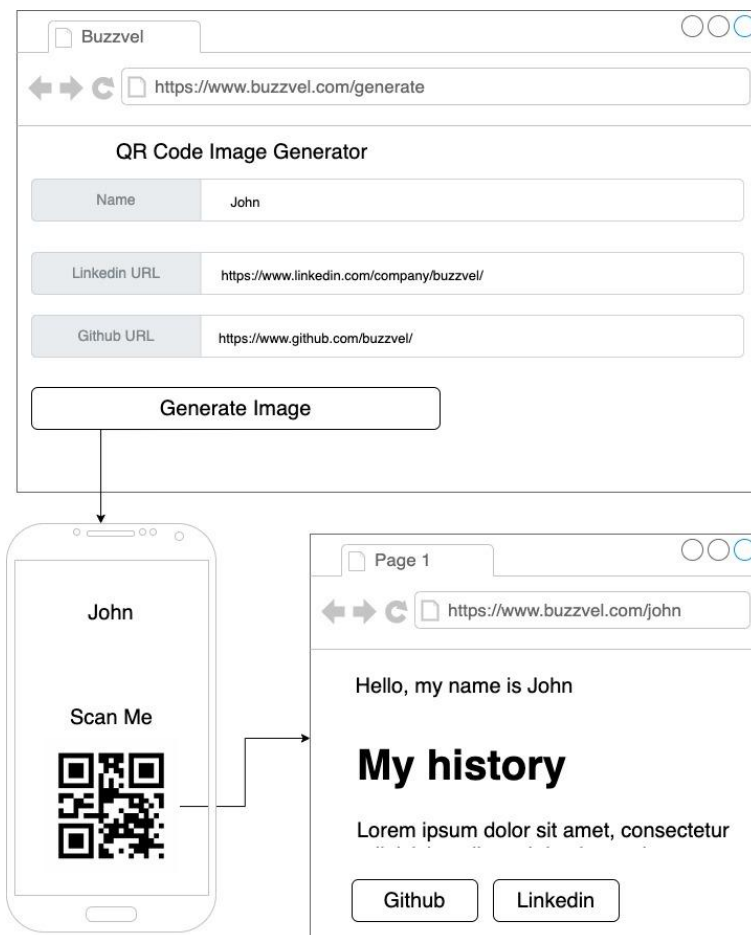 Buzzvel
https://www.buzzvel.com/generate
QR Code Image Generator
Name John
Linkedin URL https://www.linkedin.com/company/buzzvel/
Github URL https://www.github.com/buzzvel/
Generate Image
John
Scan Me
Page 1
https://www.buzzvel.com/john
Hello, my name is John
My history
Lorem ipsum dolor sit amet, consectetur
Github Linkedin